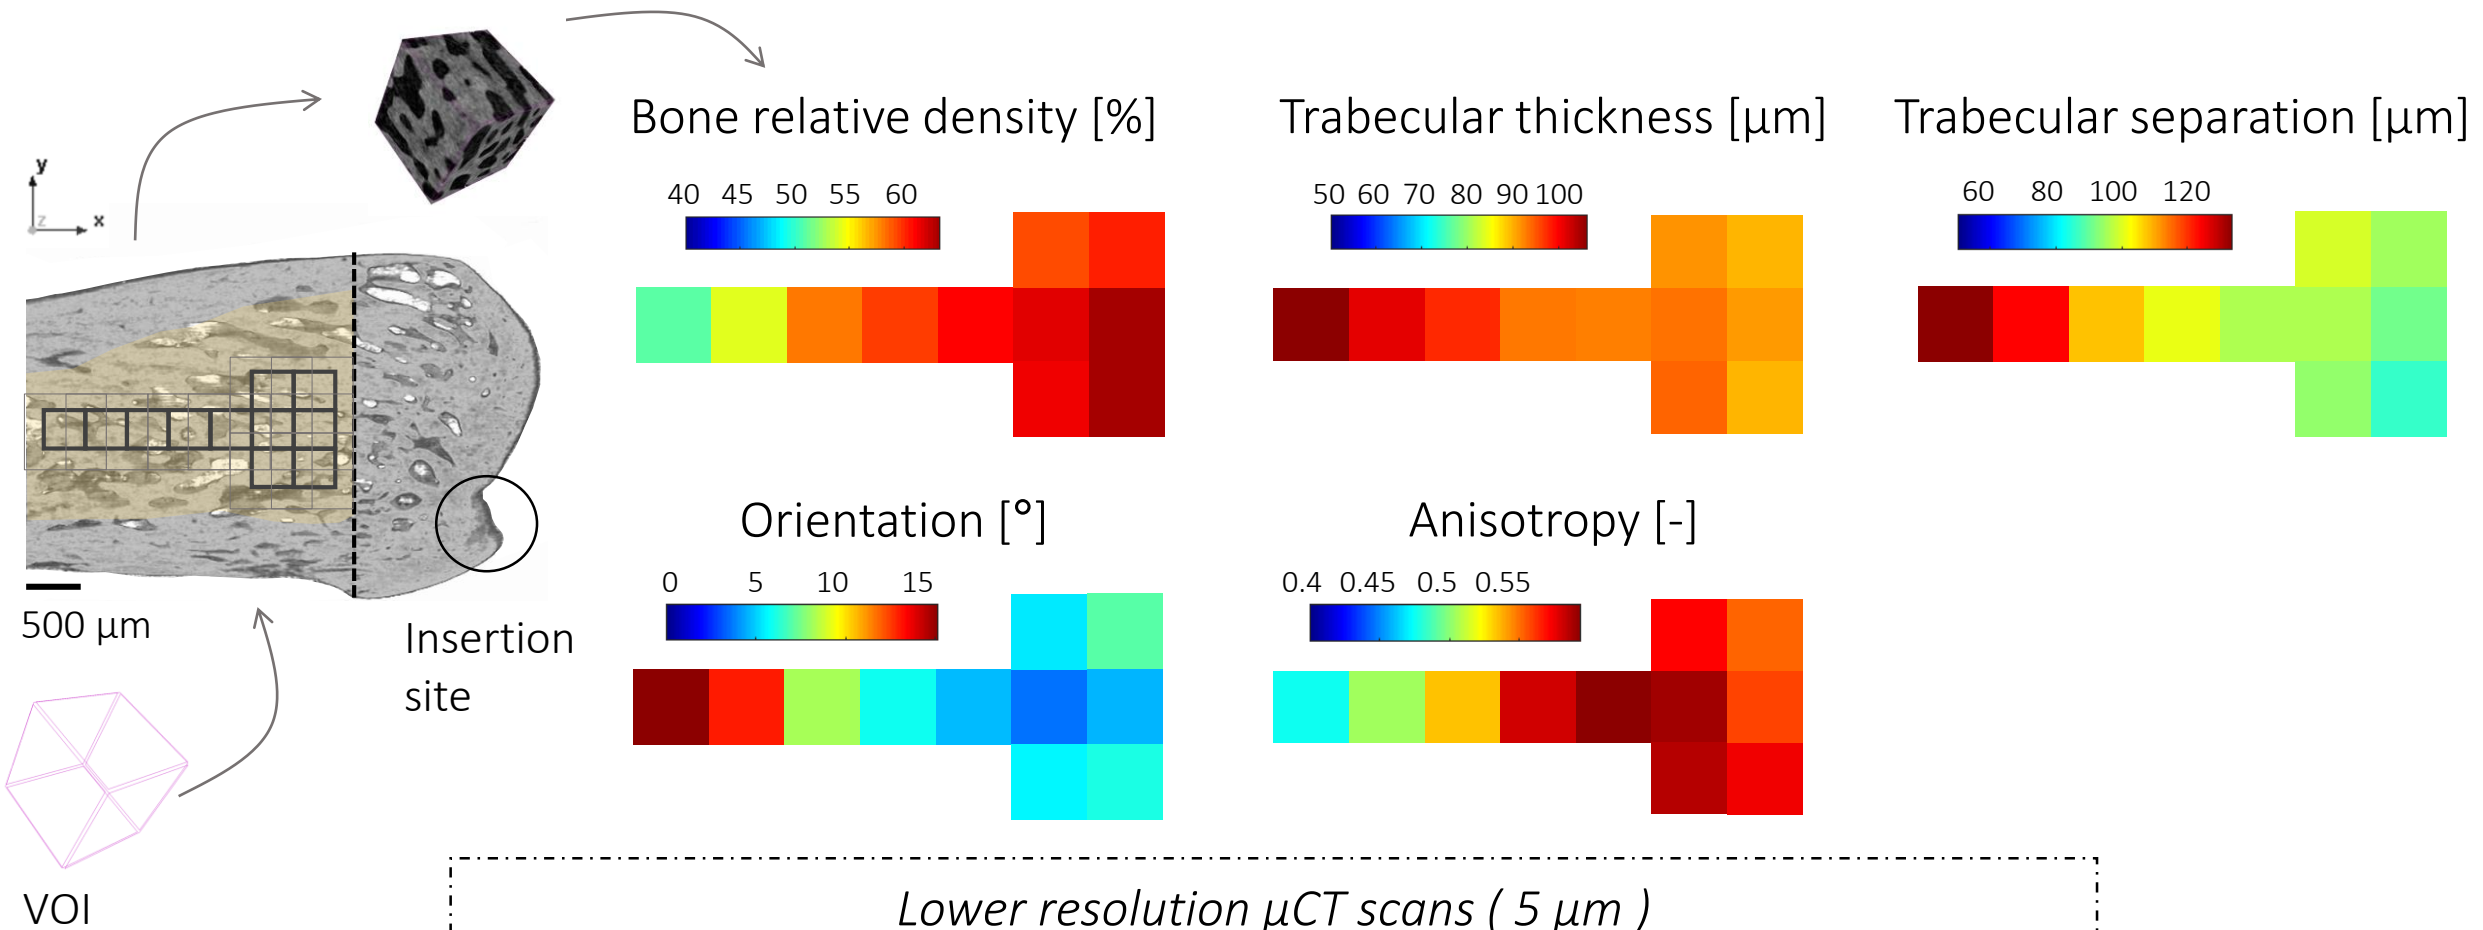 Bone relative density [%]
40 45 50 55 60
Trabecular thickness [µm]
50 60 70 80 90 100
Trabecular separation [µm]
60 80 100 120
y
z
x
500 µm
Insertion
site
VOI
Orientation [°]
0 5 10 15
Anisotropy [-]
0.4 0.45 0.5 0.55
Lower resolution µCT scans ( 5 µm )